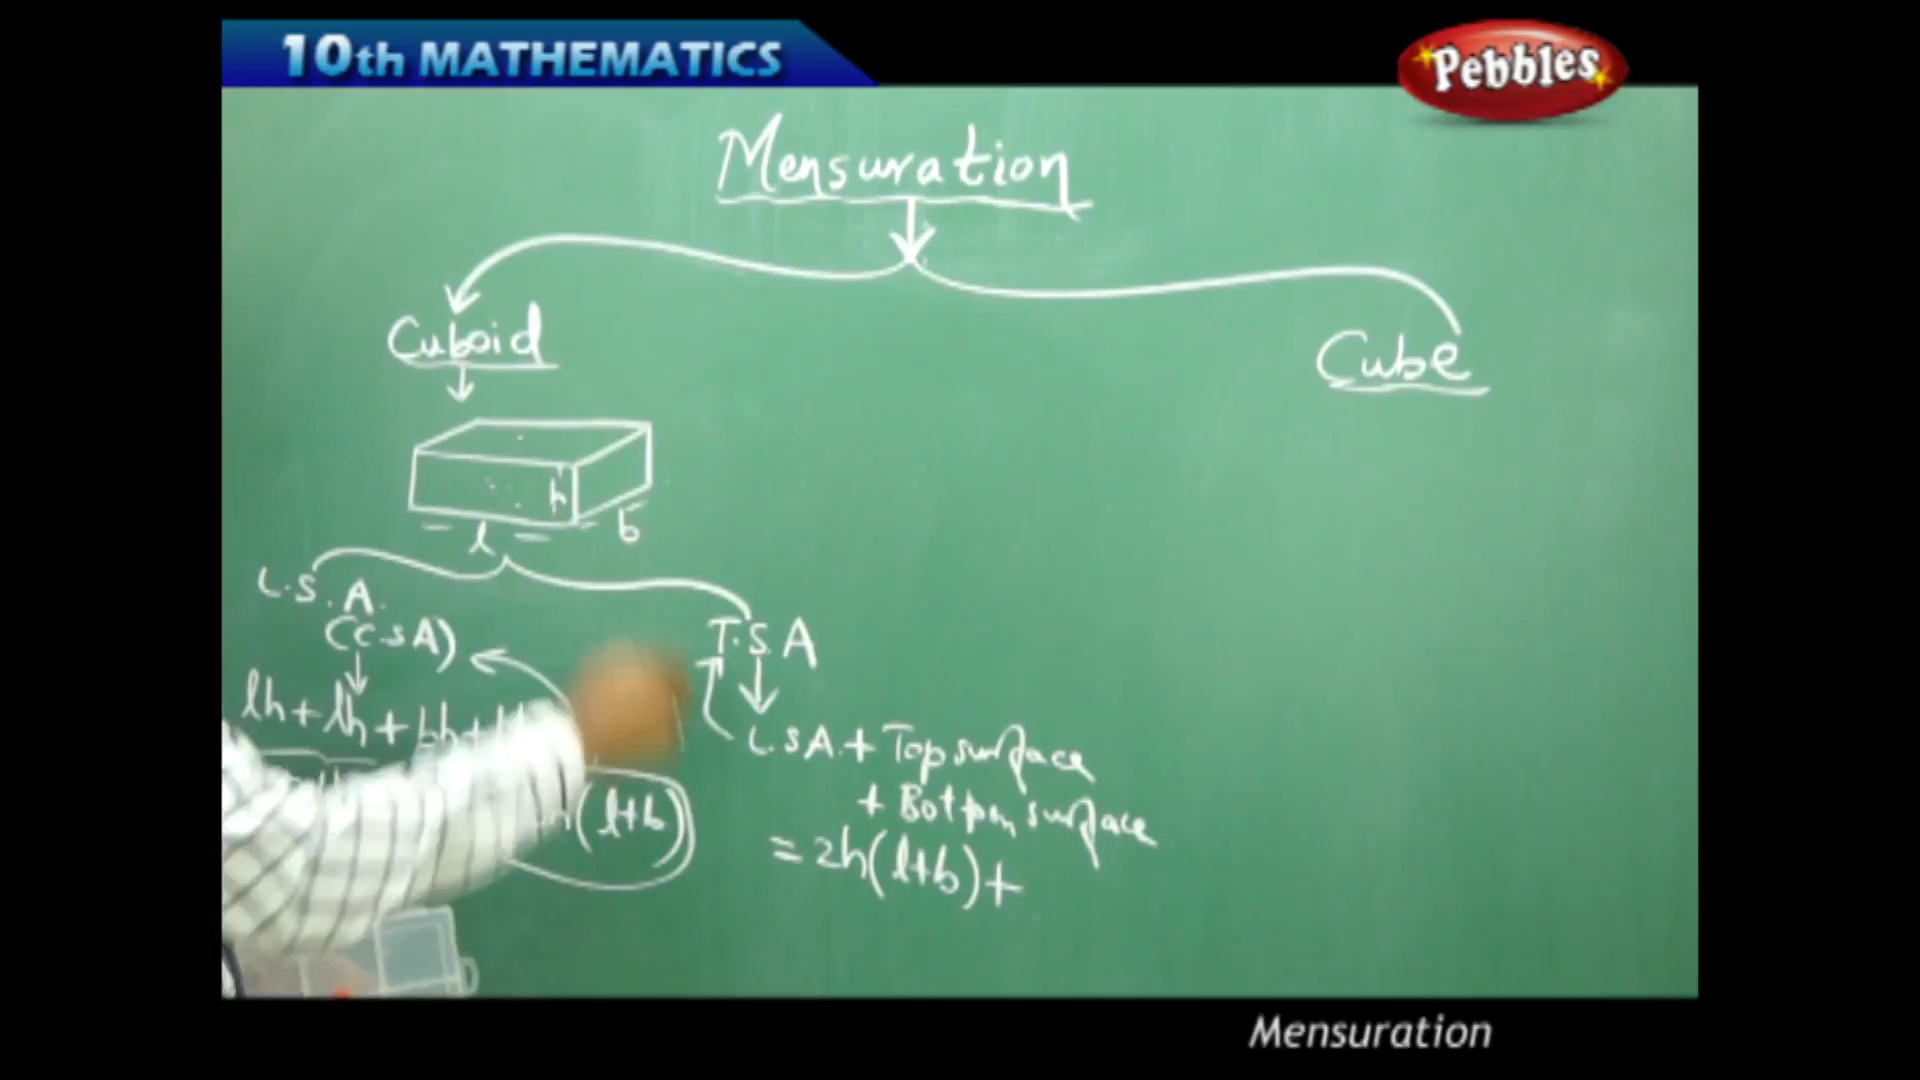 10th MATHEMATICS
Pebbles
Mensuration
Cuboid
Cube
h
b
l
L.S.A.
(C.S.A)
T.S.A
lh + lh + bh +
L.S.A. + Top surface
+ Bottom surface
(l+b)
= 2h(l+b) +
Mensuration